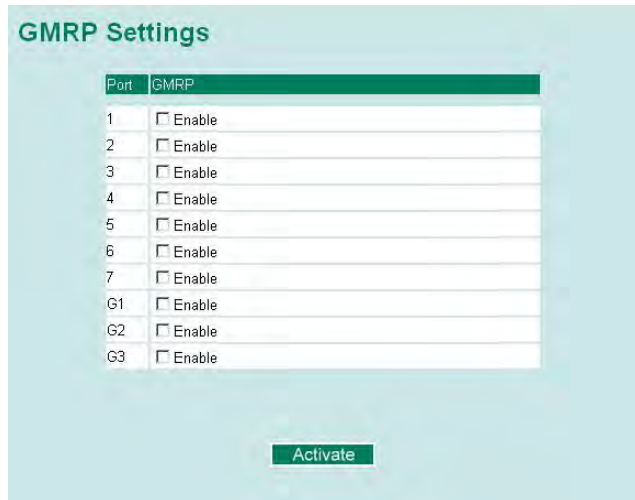 GMRP Settings
Port GMRP
1 Enable
2 Enable
3 Enable
4 Enable
5 Enable
6 Enable
7 Enable
G1 Enable
G2 Enable
G3 Enable
Activate